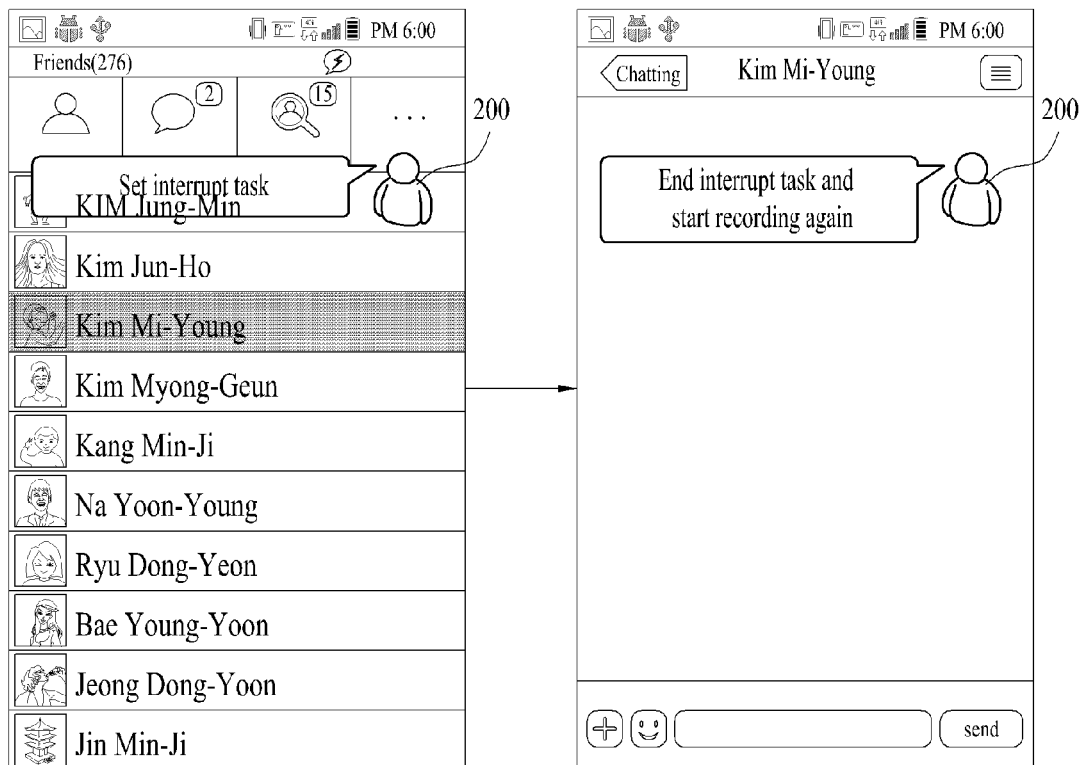 PM 6:00
Friends(276)
2
15
...
200
Set interrupt task
KIM Jung-Min
Kim Jun-Ho
Kim Mi-Young
Kim Myong-Geun
Kang Min-Ji
Na Yoon-Young
Ryu Dong-Yeon
Bae Young-Yoon
Jeong Dong-Yoon
Jin Min-Ji
PM 6:00
Chatting
Kim Mi-Young
200
End interrupt task and
start recording again
send